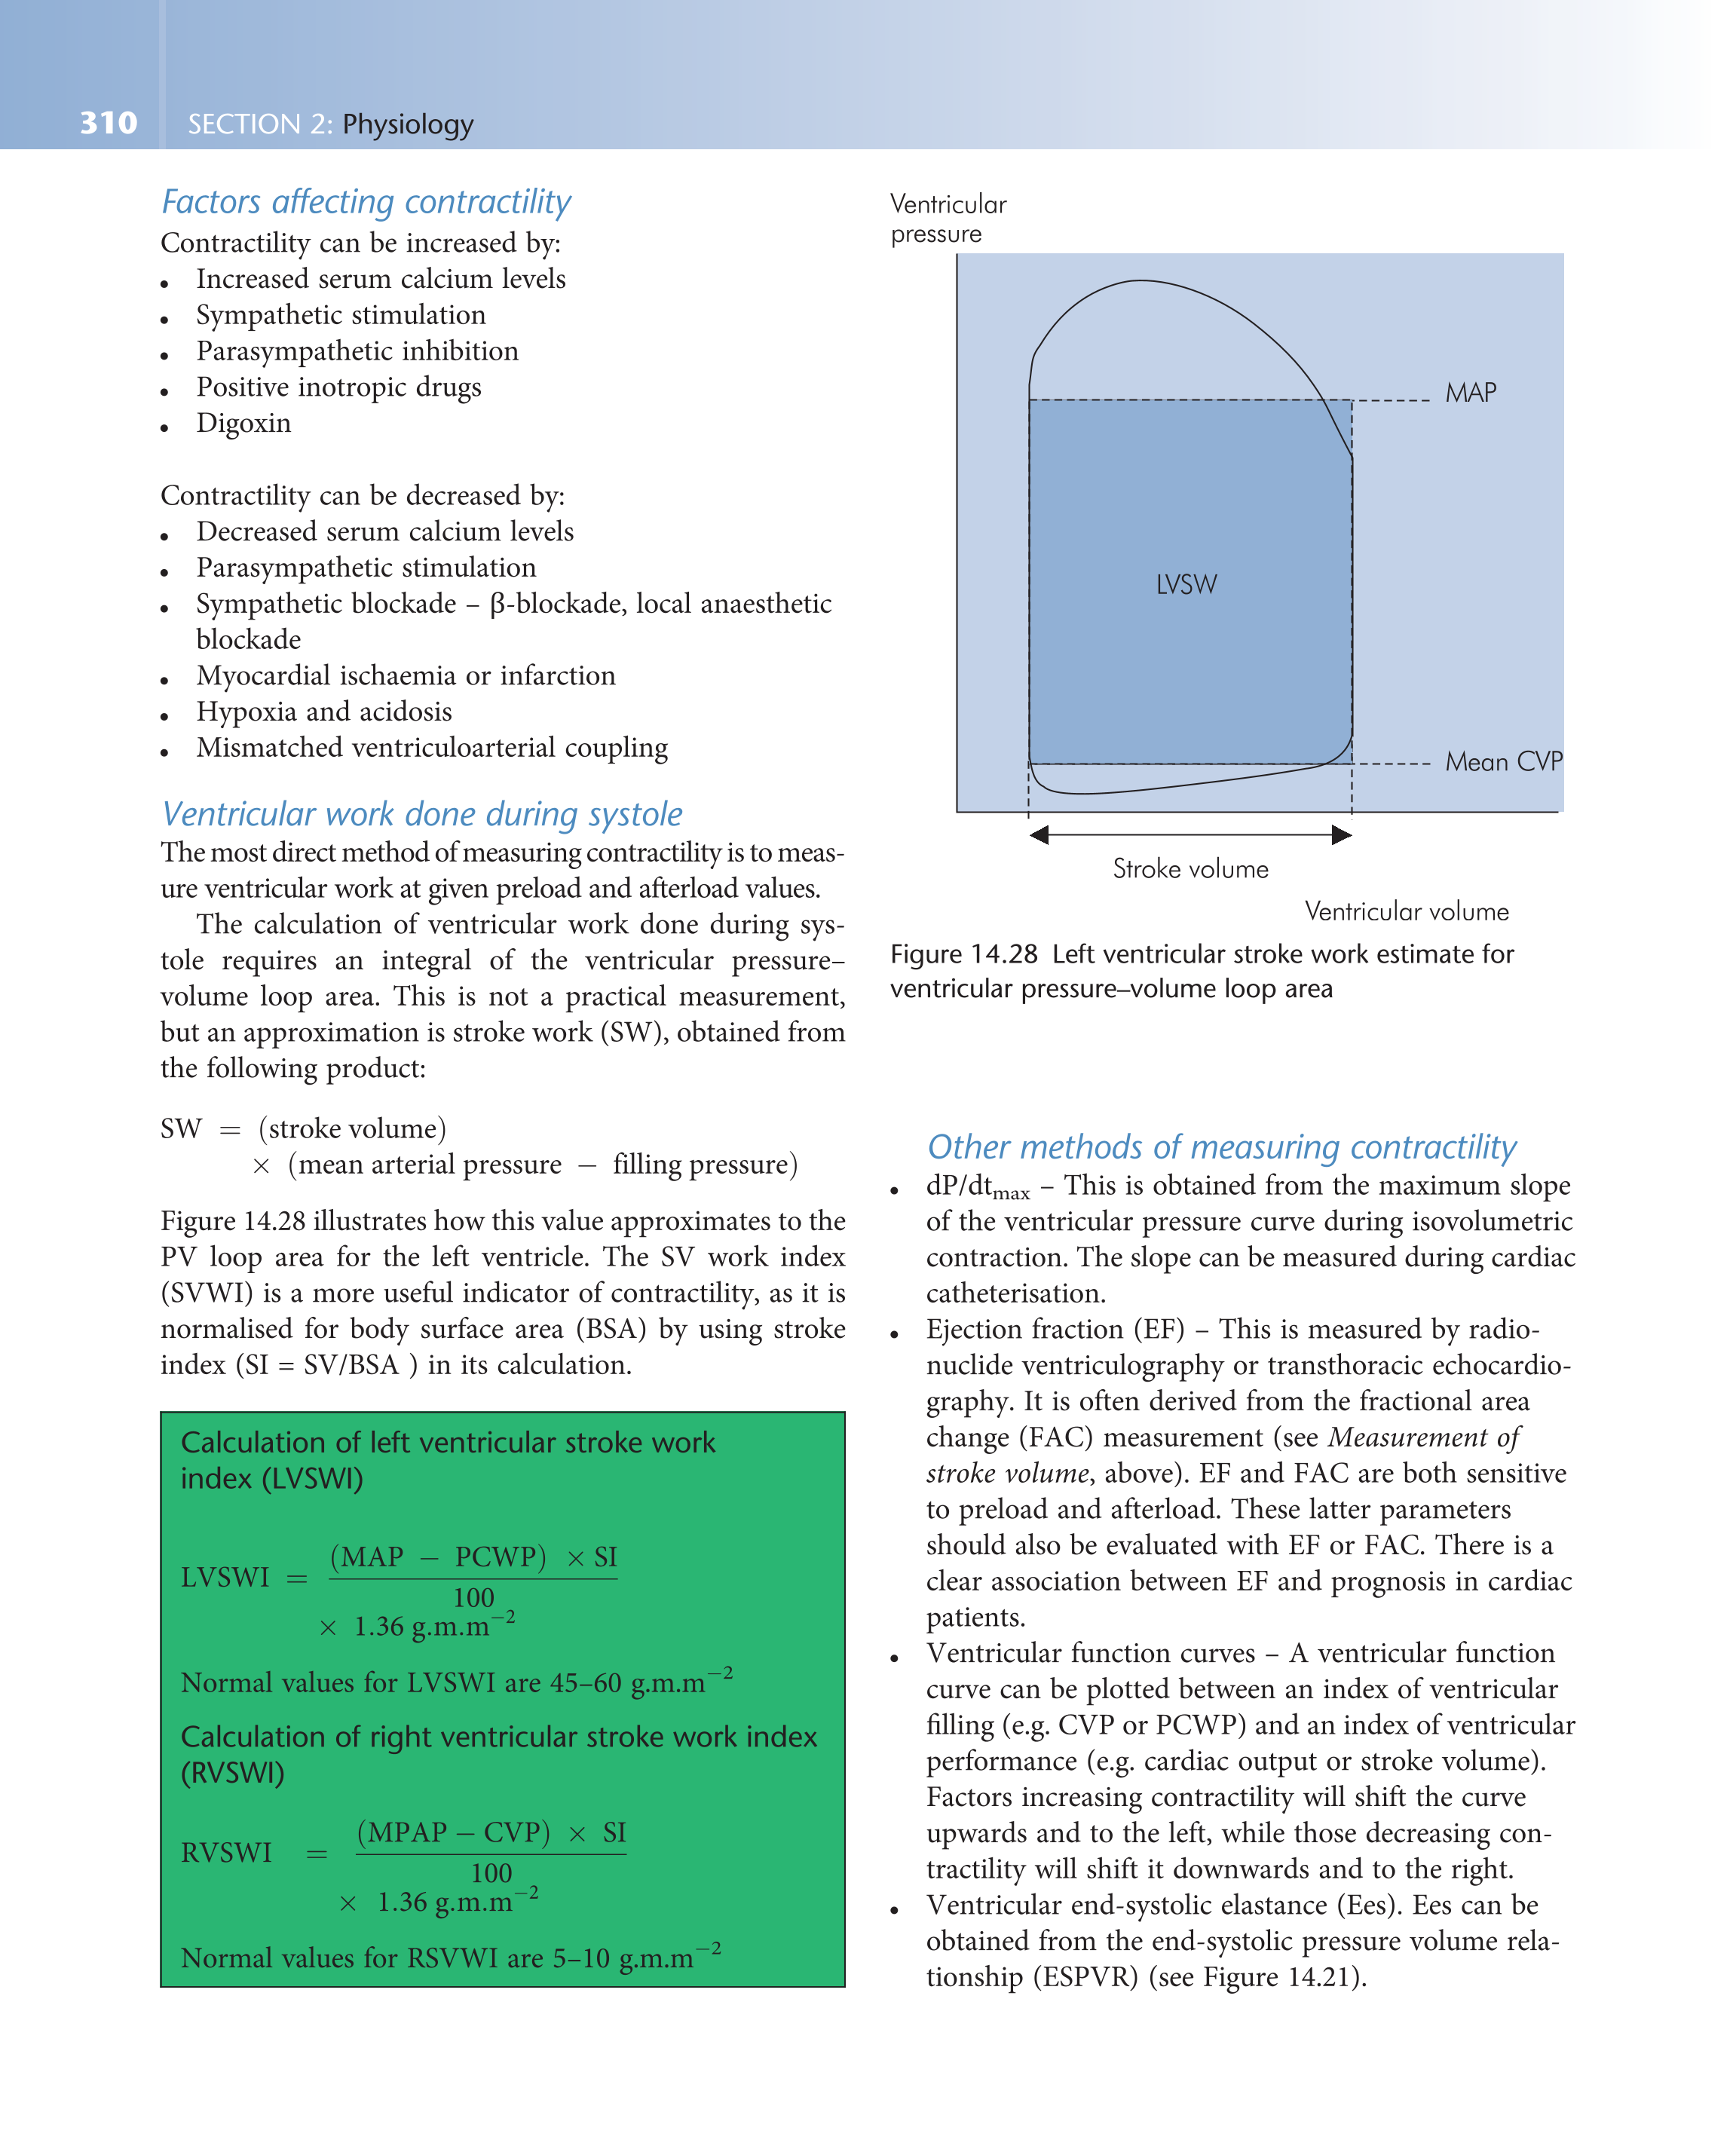 310 SECTION 2: Physiology
Factors affecting contractility
Contractility can be increased by:
• Increased serum calcium levels
• Sympathetic stimulation
• Parasympathetic inhibition
• Positive inotropic drugs
• Digoxin
Contractility can be decreased by:
• Decreased serum calcium levels
• Parasympathetic stimulation
• Sympathetic blockade – β-blockade, local anaesthetic
blockade
• Myocardial ischaemia or infarction
• Hypoxia and acidosis
• Mismatched ventriculoarterial coupling
Ventricular work done during systole
The most direct method of measuring contractility is to meas-
ure ventricular work at given preload and afterload values.
The calculation of ventricular work done during sys-
tole requires an integral of the ventricular pressure–
volume loop area. This is not a practical measurement,
but an approximation is stroke work (SW), obtained from
the following product:
SW = (stroke volume)
× (mean arterial pressure − filling pressure)
Figure 14.28 illustrates how this value approximates to the
PV loop area for the left ventricle. The SV work index
(SVWI) is a more useful indicator of contractility, as it is
normalised for body surface area (BSA) by using stroke
index (SI = SV/BSA ) in its calculation.
Calculation of left ventricular stroke work
index (LVSWI)
(MAP − PCWP) × SI
LVSWI =
100
× 1.36 g.m.m⁻²
Normal values for LVSWI are 45–60 g.m.m⁻²
Calculation of right ventricular stroke work index
(RVSWI)
(MPAP − CVP) × SI
RVSWI =
100
× 1.36 g.m.m⁻²
Normal values for RSVWI are 5–10 g.m.m⁻²
Ventricular
pressure
MAP
LVSW
Mean CVP
Stroke volume
Ventricular volume
Figure 14.28 Left ventricular stroke work estimate for
ventricular pressure–volume loop area
Other methods of measuring contractility
• dP/dtmax – This is obtained from the maximum slope
of the ventricular pressure curve during isovolumetric
contraction. The slope can be measured during cardiac
catheterisation.
• Ejection fraction (EF) – This is measured by radio-
nuclide ventriculography or transthoracic echocardio-
graphy. It is often derived from the fractional area
change (FAC) measurement (see Measurement of
stroke volume, above). EF and FAC are both sensitive
to preload and afterload. These latter parameters
should also be evaluated with EF or FAC. There is a
clear association between EF and prognosis in cardiac
patients.
• Ventricular function curves – A ventricular function
curve can be plotted between an index of ventricular
filling (e.g. CVP or PCWP) and an index of ventricular
performance (e.g. cardiac output or stroke volume).
Factors increasing contractility will shift the curve
upwards and to the left, while those decreasing con-
tractility will shift it downwards and to the right.
• Ventricular end-systolic elastance (Ees). Ees can be
obtained from the end-systolic pressure volume rela-
tionship (ESPVR) (see Figure 14.21).